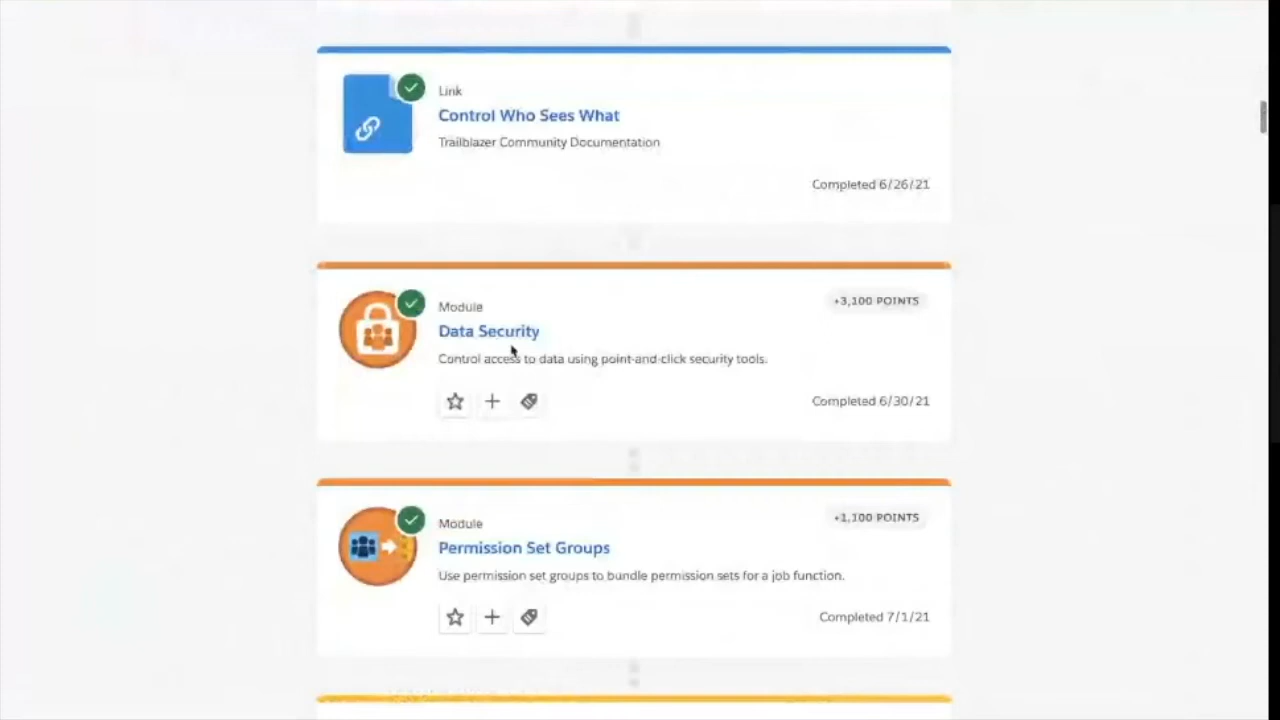 Link
Control Who Sees What
Trailblazer Community Documentation
Completed 6/26/21
Module
+3,100 POINTS
Data Security
Control access to data using point-and-click security tools.
Completed 6/30/21
Module
+1,100 POINTS
Permission Set Groups
Use permission set groups to bundle permission sets for a job function.
Completed 7/1/21